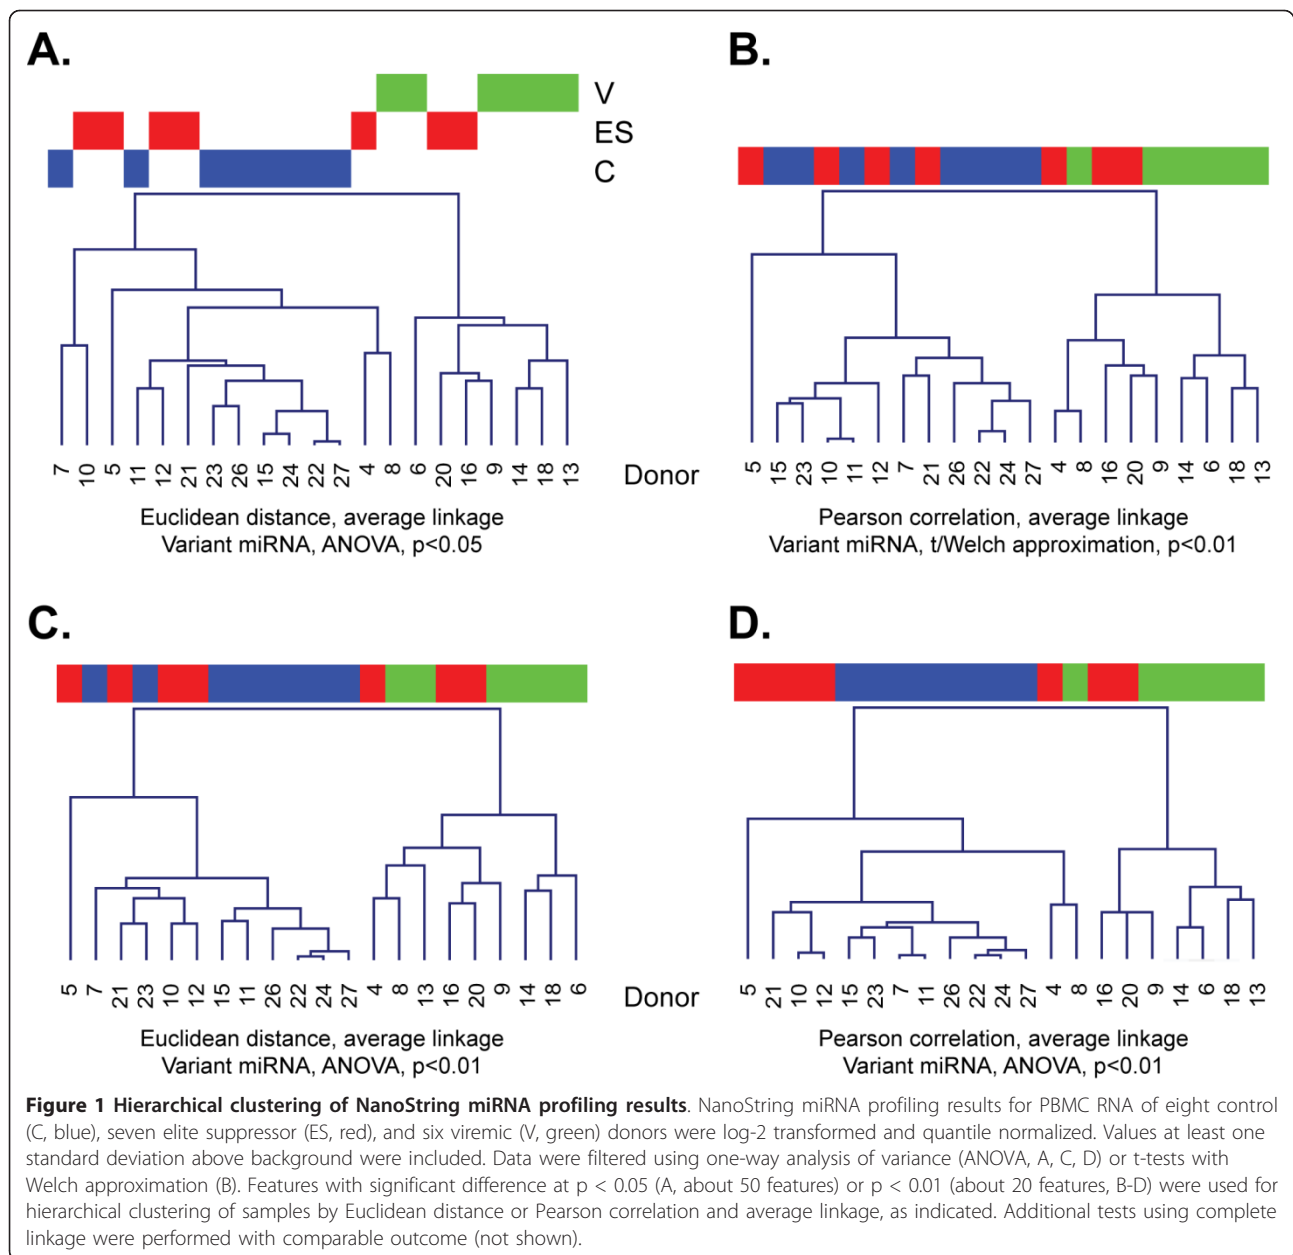 A.
V
ES
C
7 10 5 11 12 21 23 26 15 24 22 27 4 8 6 20 16 9 14 18 13
Euclidean distance, average linkage
Variant miRNA, ANOVA, p<0.05
Donor
B.
5 15 23 10 11 12 7 21 26 22 24 27 4 8 16 20 9 14 6 18 13
Pearson correlation, average linkage
Variant miRNA, t/Welch approximation, p<0.01
C.
5 7 21 23 10 12 15 11 26 22 24 27 4 8 13 16 20 9 14 18 6
Euclidean distance, average linkage
Variant miRNA, ANOVA, p<0.01
Donor
D.
5 21 10 12 15 23 7 11 26 22 24 27 4 8 16 20 9 14 6 18 13
Pearson correlation, average linkage
Variant miRNA, ANOVA, p<0.01
Figure 1 Hierarchical clustering of NanoString miRNA profiling results. NanoString miRNA profiling results for PBMC RNA of eight control
(C, blue), seven elite suppressor (ES, red), and six viremic (V, green) donors were log-2 transformed and quantile normalized. Values at least one
standard deviation above background were included. Data were filtered using one-way analysis of variance (ANOVA, A, C, D) or t-tests with
Welch approximation (B). Features with significant difference at p < 0.05 (A, about 50 features) or p < 0.01 (about 20 features, B-D) were used for
hierarchical clustering of samples by Euclidean distance or Pearson correlation and average linkage, as indicated. Additional tests using complete
linkage were performed with comparable outcome (not shown).